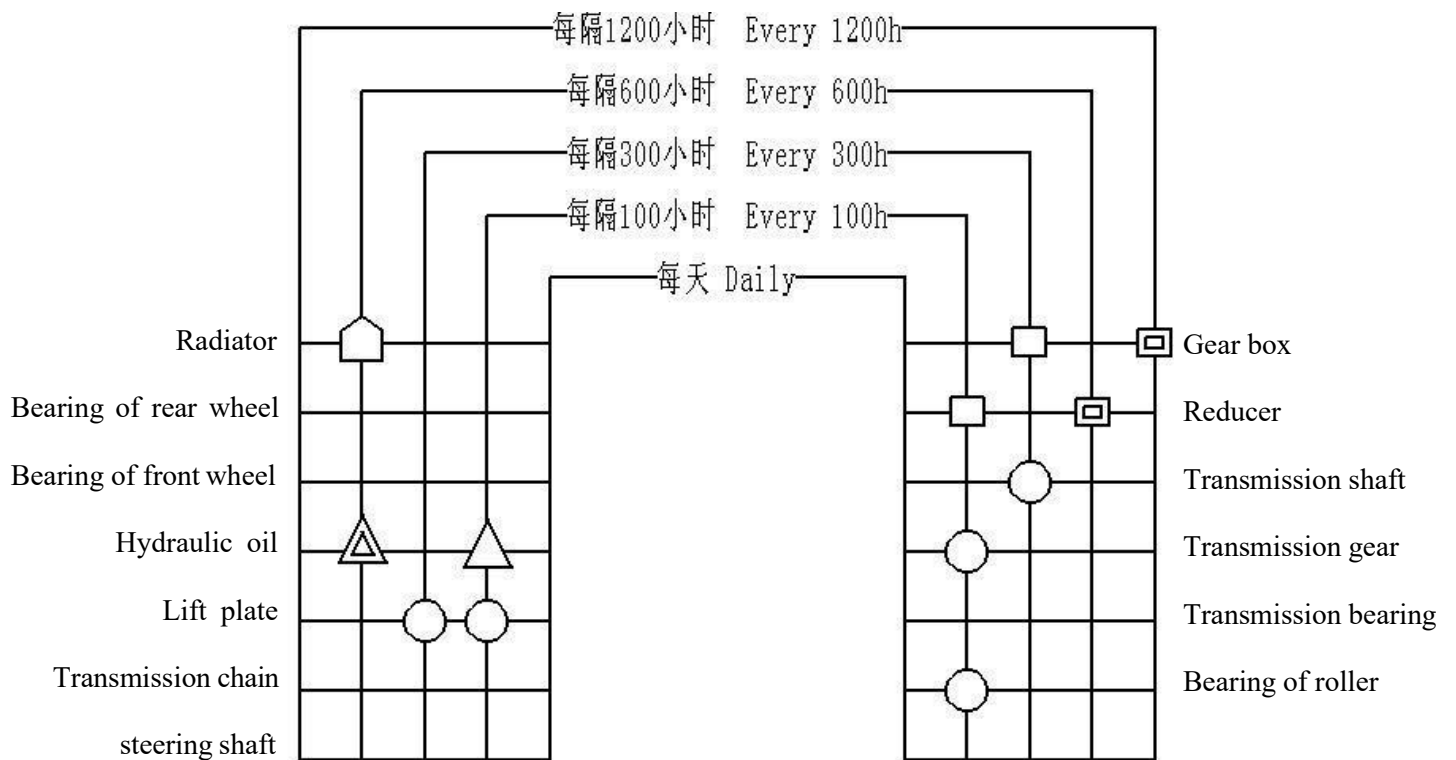 每隔1200小时 Every 1200h
每隔600小时 Every 600h
每隔300小时 Every 300h
每隔100小时 Every 100h
每天 Daily
Radiator
Bearing of rear wheel
Bearing of front wheel
Hydraulic oil
Lift plate
Transmission chain
steering shaft
Gear box
Reducer
Transmission shaft
Transmission gear
Transmission bearing
Bearing of roller